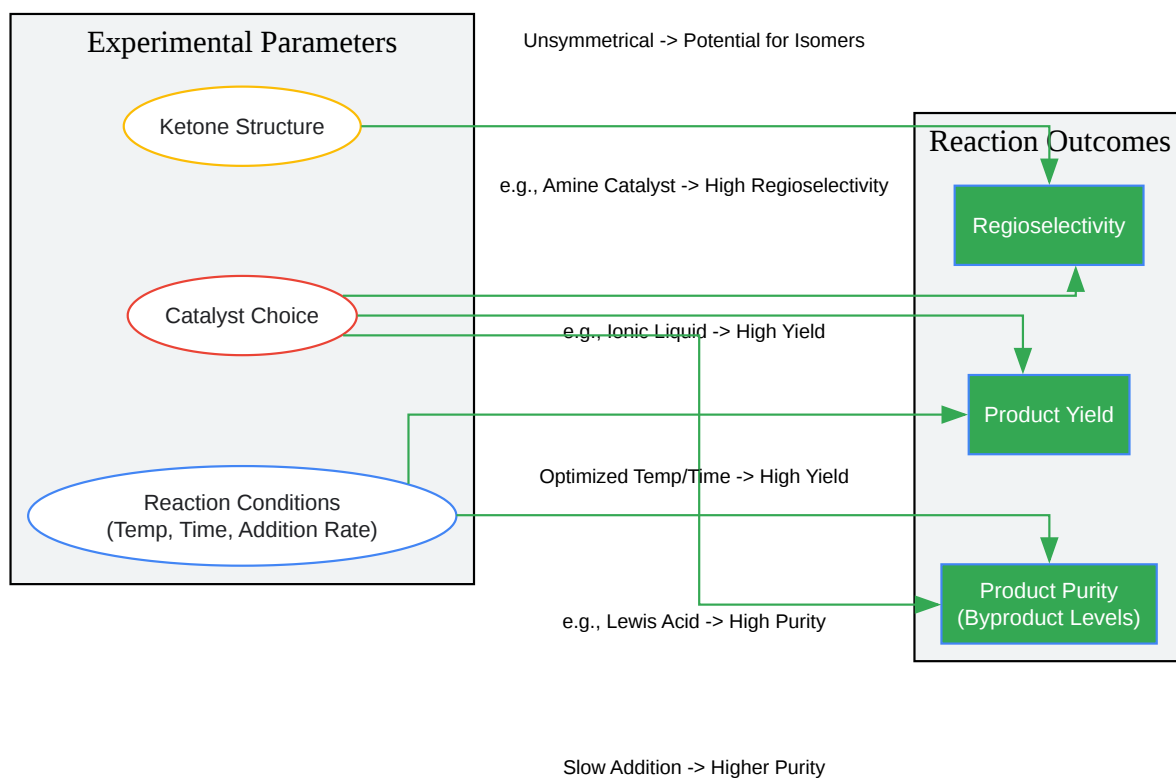 Experimental Parameters
Unsymmetrical -> Potential for Isomers
Ketone Structure
Reaction Outcomes
e.g., Amine Catalyst -> High Regioselectivity
Regioselectivity
Catalyst Choice
e.g., Ionic Liquid -> High Yield
Product Yield
Optimized Temp/Time -> High Yield
Reaction Conditions
(Temp, Time, Addition Rate)
Product Purity
(Byproduct Levels)
e.g., Lewis Acid -> High Purity
Slow Addition -> Higher Purity